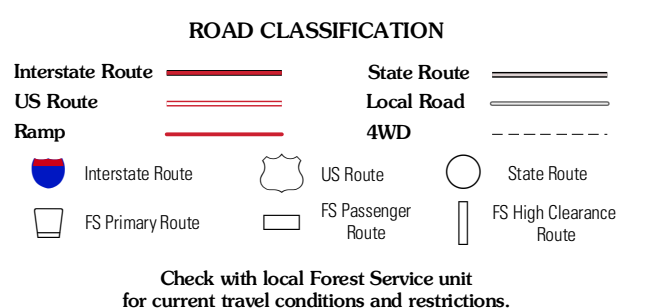 ROAD CLASSIFICATION
Interstate Route
State Route
US Route
Local Road
Ramp
4WD
Interstate Route
US Route
State Route
FS Primary Route
FS Passenger
Route
FS High Clearance
Route
Check with local Forest Service unit
for current travel conditions and restrictions.